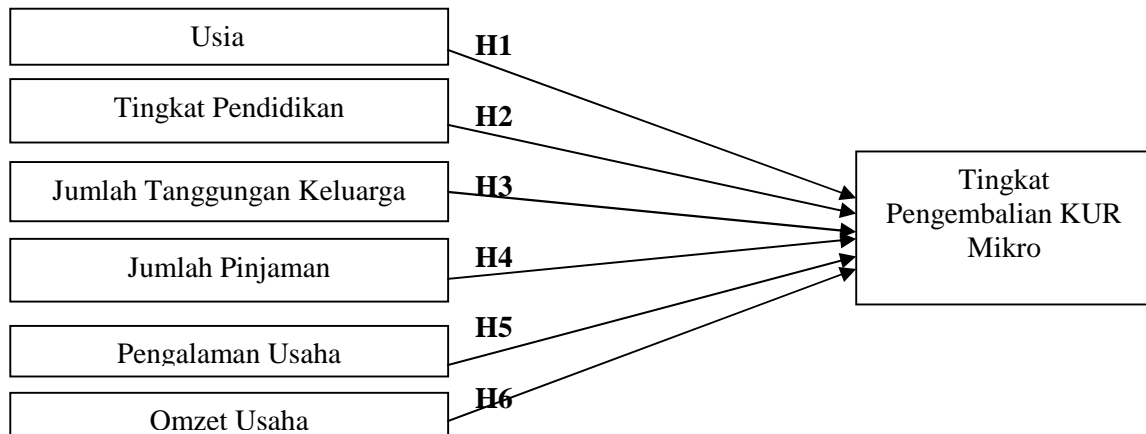 Usia
H1
Tingkat Pendidikan
H2
Jumlah Tanggungan Keluarga
H3
Jumlah Pinjaman
H4
Pengalaman Usaha
H5
Omzet Usaha
H6
Tingkat
Pengembalian KUR
Mikro